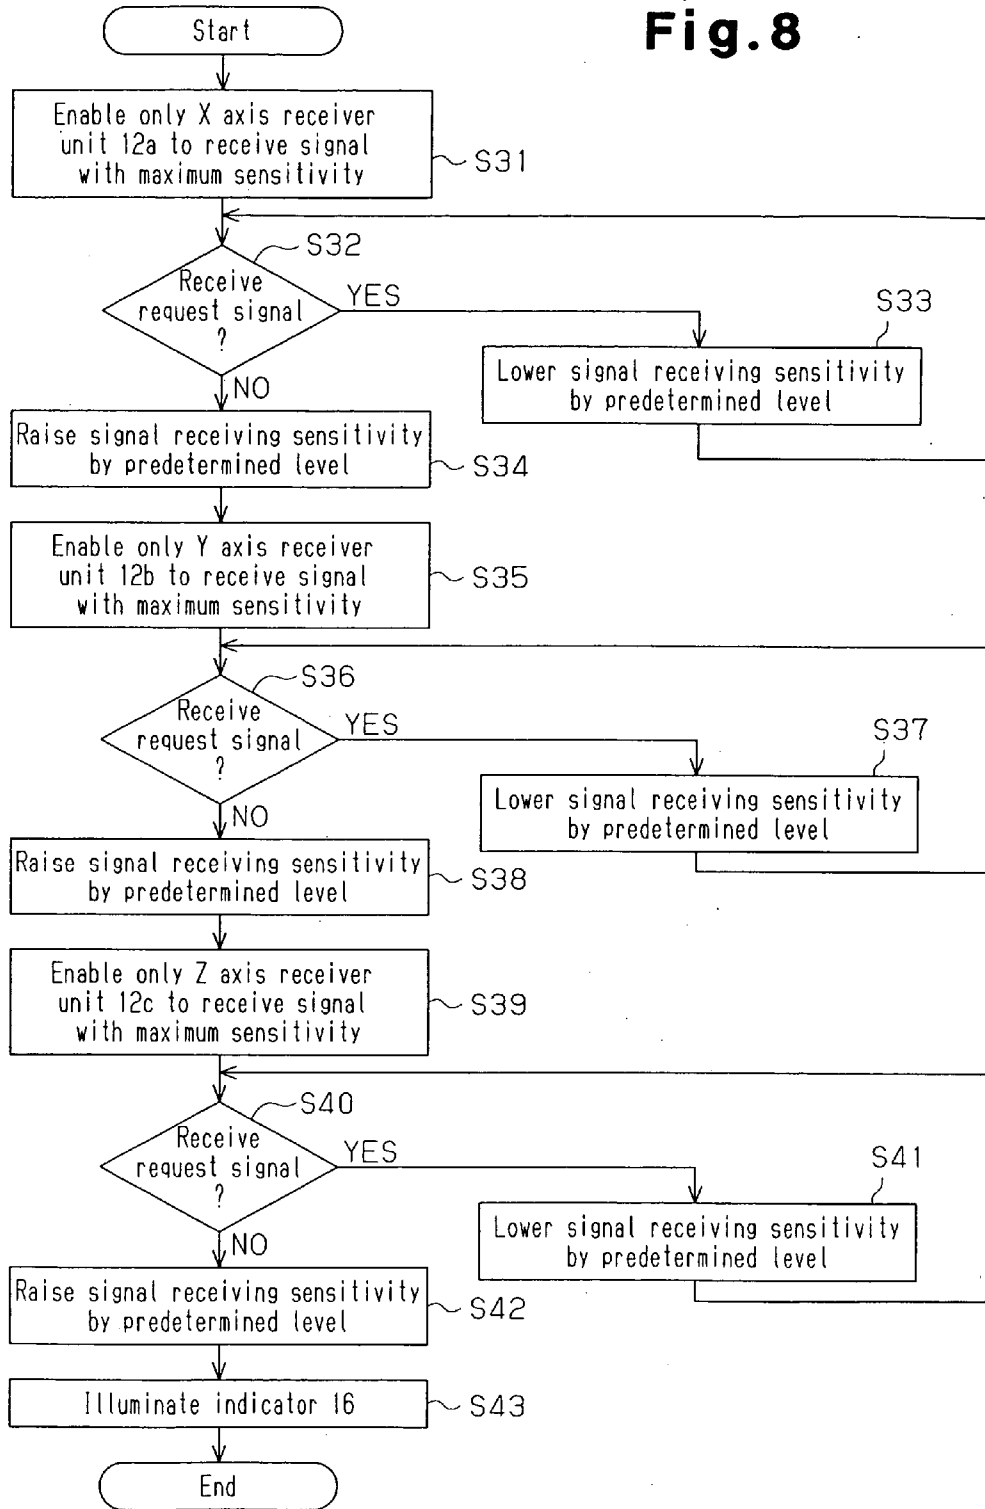 Fig.8
Start
Enable only X axis receiver
unit 12a to receive signal
with maximum sensitivity
S31
S32
Receive
request signal
?
YES
S33
Lower signal receiving sensitivity
by predetermined level
NO
Raise signal receiving sensitivity
by predetermined level
S34
Enable only Y axis receiver
unit 12b to receive signal
with maximum sensitivity
S35
S36
Receive
request signal
?
YES
S37
Lower signal receiving sensitivity
by predetermined level
NO
Raise signal receiving sensitivity
by predetermined level
S38
Enable only Z axis receiver
unit 12c to receive signal
with maximum sensitivity
S39
S40
Receive
request signal
?
YES
S41
Lower signal receiving sensitivity
by predetermined level
NO
Raise signal receiving sensitivity
by predetermined level
S42
Illuminate indicator 16
S43
End